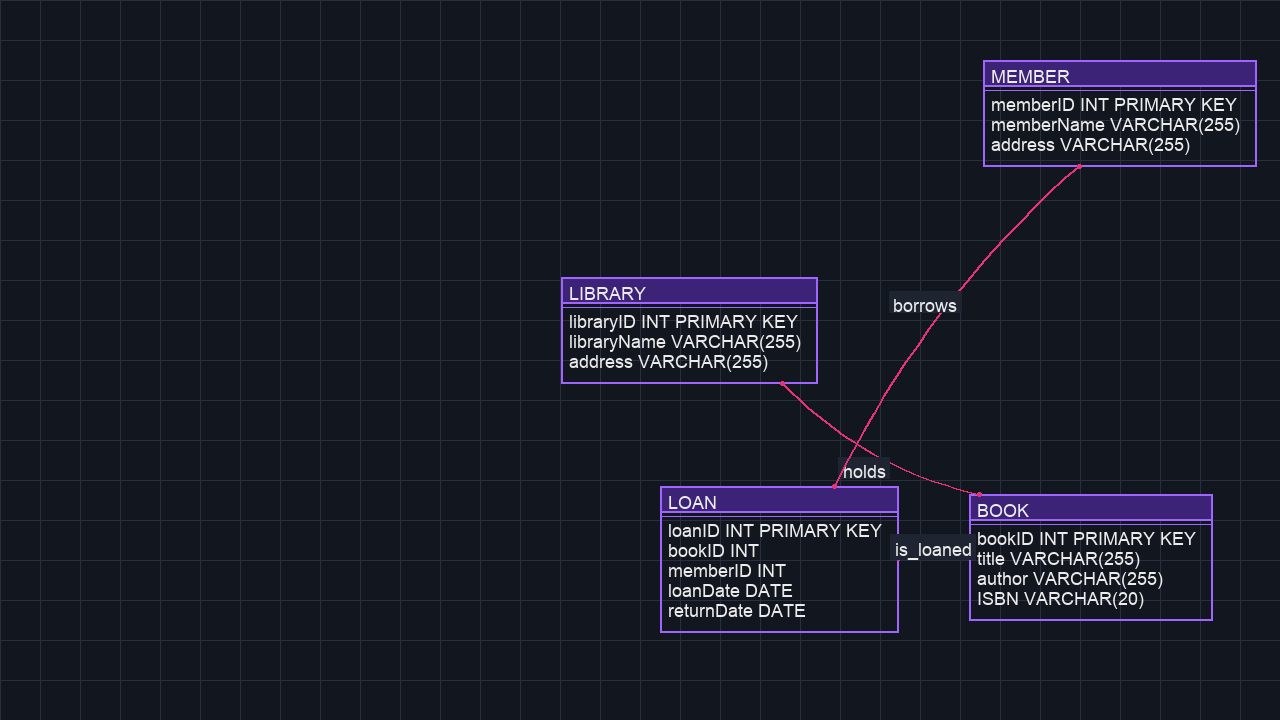 MEMBER
memberID INT PRIMARY KEY
memberName VARCHAR(255)
address VARCHAR(255)
LIBRARY
libraryID INT PRIMARY KEY
libraryName VARCHAR(255)
address VARCHAR(255)
borrows
holds
LOAN
loanID INT PRIMARY KEY
bookID INT
memberID INT
loanDate DATE
returnDate DATE
is_loaned
BOOK
bookID INT PRIMARY KEY
title VARCHAR(255)
author VARCHAR(255)
ISBN VARCHAR(20)